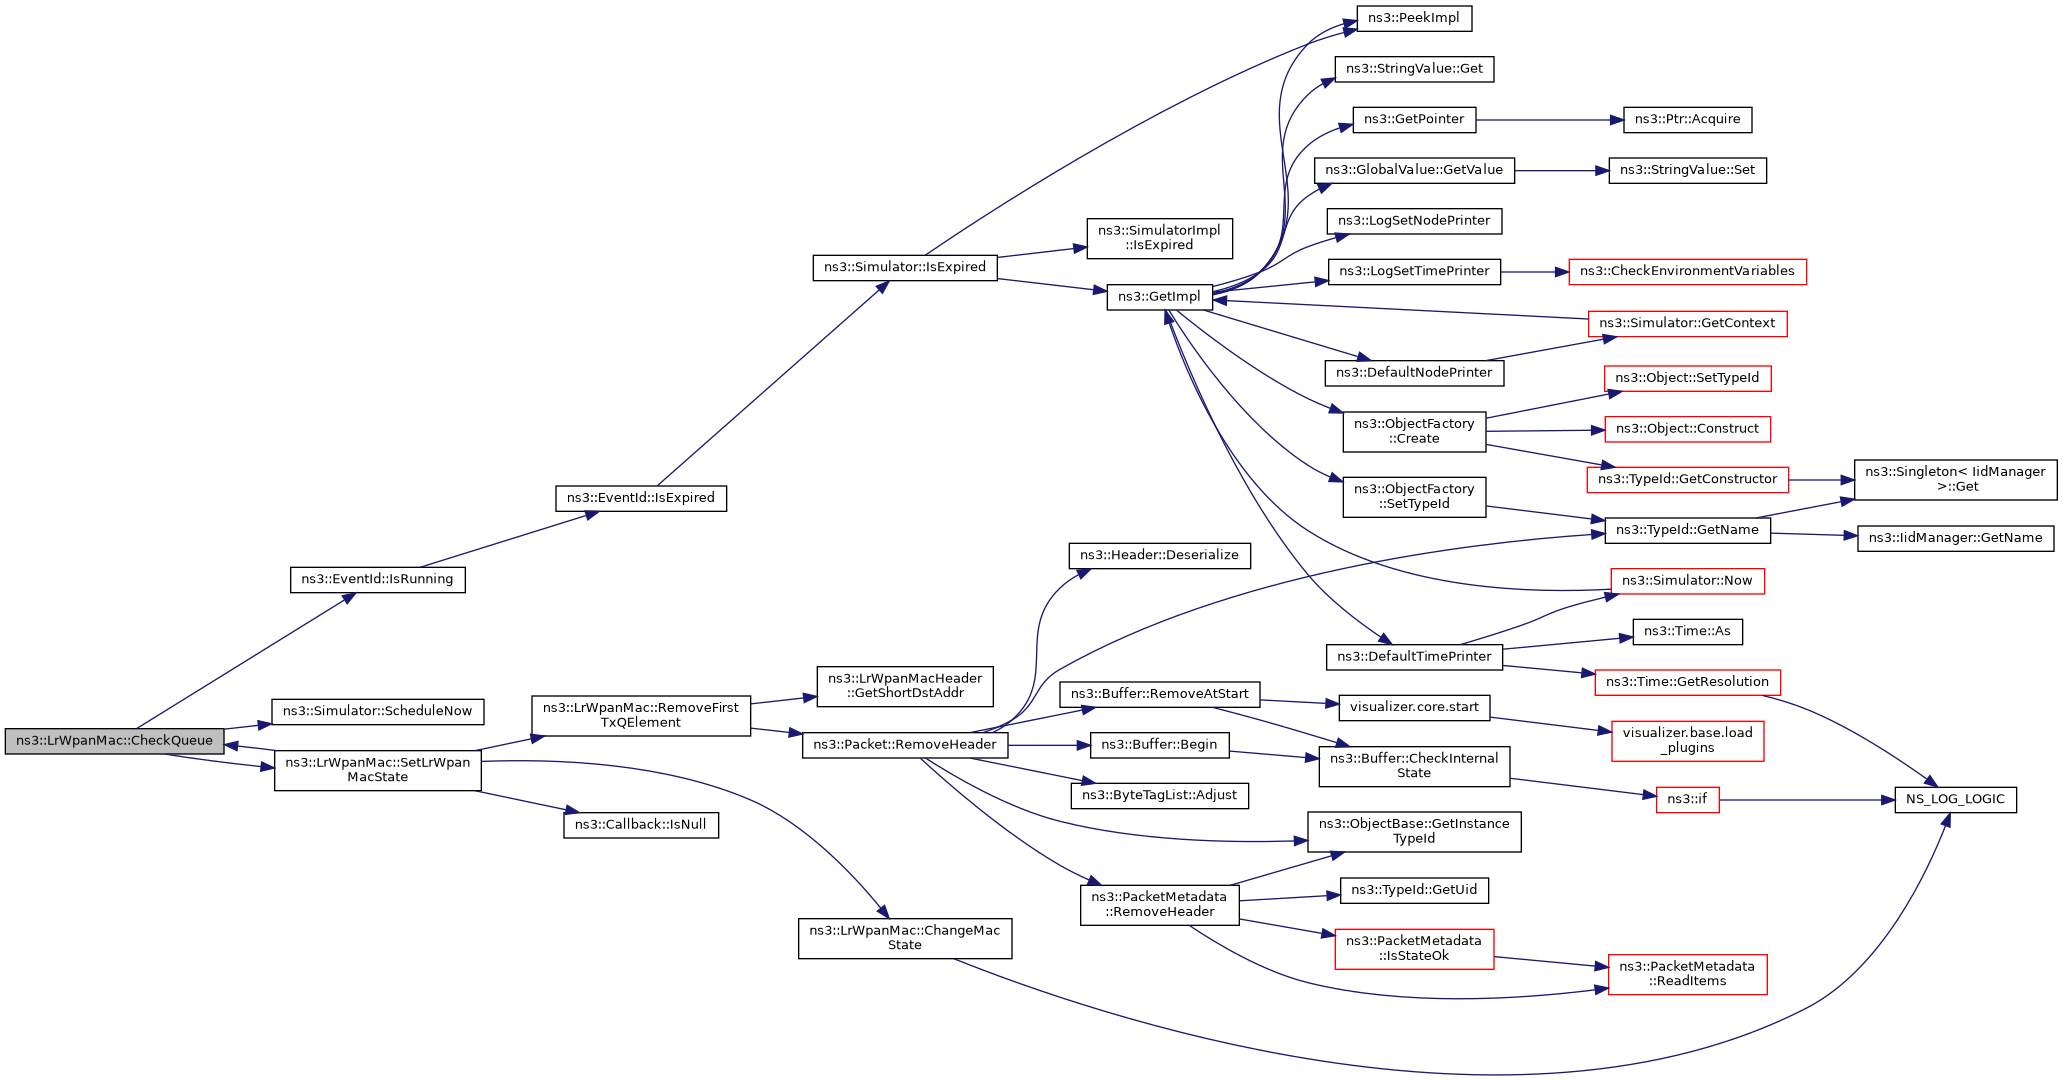 ns3::PeekImpl
ns3::StringValue::Get
ns3::GetPointer
ns3::Ptr::Acquire
ns3::GlobalValue::GetValue
ns3::StringValue::Set
ns3::LogSetNodePrinter
ns3::SimulatorImpl
::IsExpired
ns3::Simulator::IsExpired
ns3::LogSetTimePrinter
ns3::CheckEnvironmentVariables
ns3::GetImpl
ns3::Simulator::GetContext
ns3::DefaultNodePrinter
ns3::Object::SetTypeId
ns3::ObjectFactory
::Create
ns3::Object::Construct
ns3::TypeId::GetConstructor
ns3::Singleton< IidManager
>::Get
ns3::EventId::IsExpired
ns3::ObjectFactory
::SetTypeId
ns3::TypeId::GetName
ns3::IidManager::GetName
ns3::Header::Deserialize
ns3::EventId::IsRunning
ns3::Simulator::Now
ns3::Time::As
ns3::DefaultTimePrinter
ns3::Time::GetResolution
ns3::LrWpanMacHeader
::GetShortDstAddr
ns3::Buffer::RemoveAtStart
visualizer.core.start
ns3::Simulator::ScheduleNow
ns3::LrWpanMac::RemoveFirst
TxQElement
ns3::LrWpanMac::CheckQueue
ns3::Packet::RemoveHeader
ns3::Buffer::Begin
visualizer.base.load
_plugins
ns3::LrWpanMac::SetLrWpan
MacState
ns3::Buffer::CheckInternal
State
ns3::ByteTagList::Adjust
ns3::if
NS_LOG_LOGIC
ns3::Callback::IsNull
ns3::ObjectBase::GetInstance
TypeId
ns3::TypeId::GetUid
ns3::PacketMetadata
::RemoveHeader
ns3::LrWpanMac::ChangeMac
State
ns3::PacketMetadata
::IsStateOk
ns3::PacketMetadata
::ReadItems